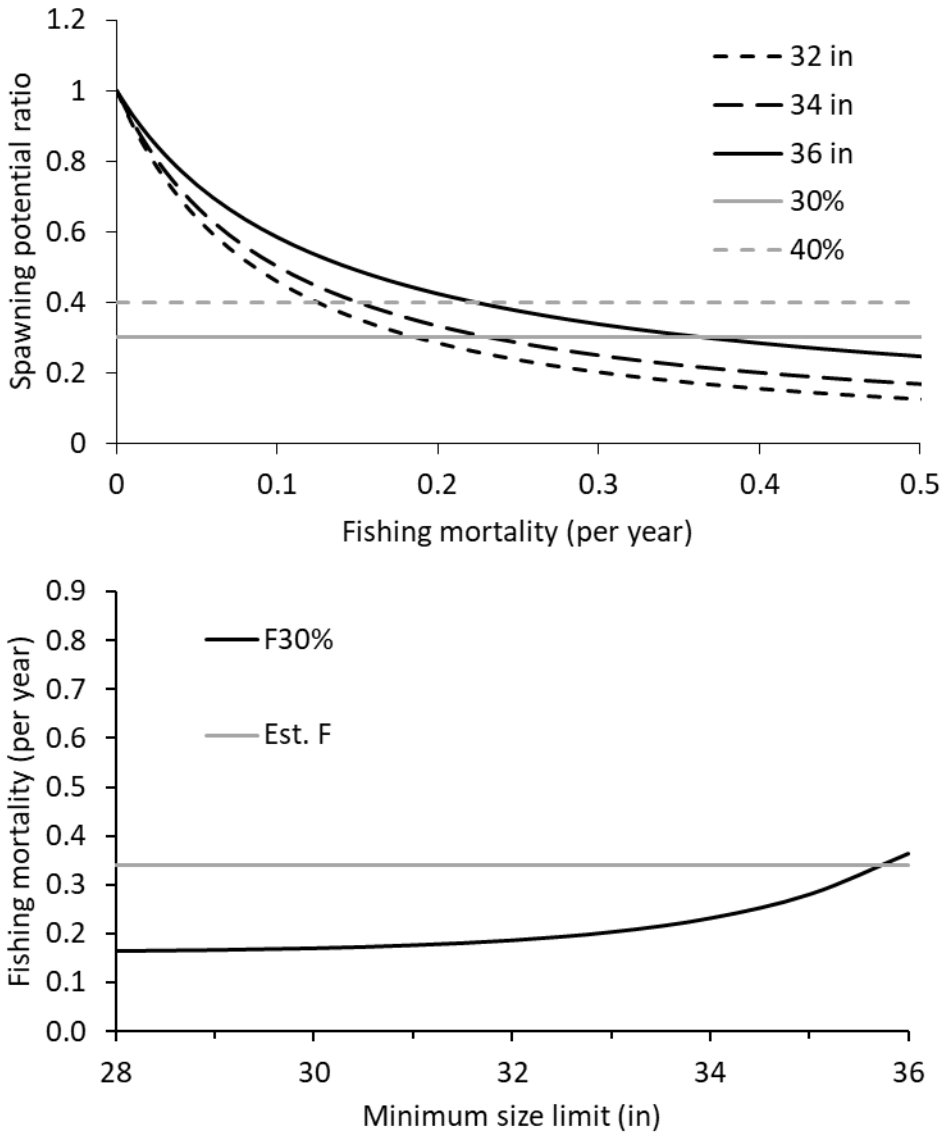 1.2
1
0.8
0.6
0.4
0.2
0
Spawning potential ratio
32 in
34 in
36 in
30%
40%
0 0.1 0.2 0.3 0.4 0.5
Fishing mortality (per year)
0.9
0.8
0.7
0.6
0.5
0.4
0.3
0.2
0.1
0.0
Fishing mortality (per year)
F30%
Est. F
28 30 32 34 36
Minimum size limit (in)